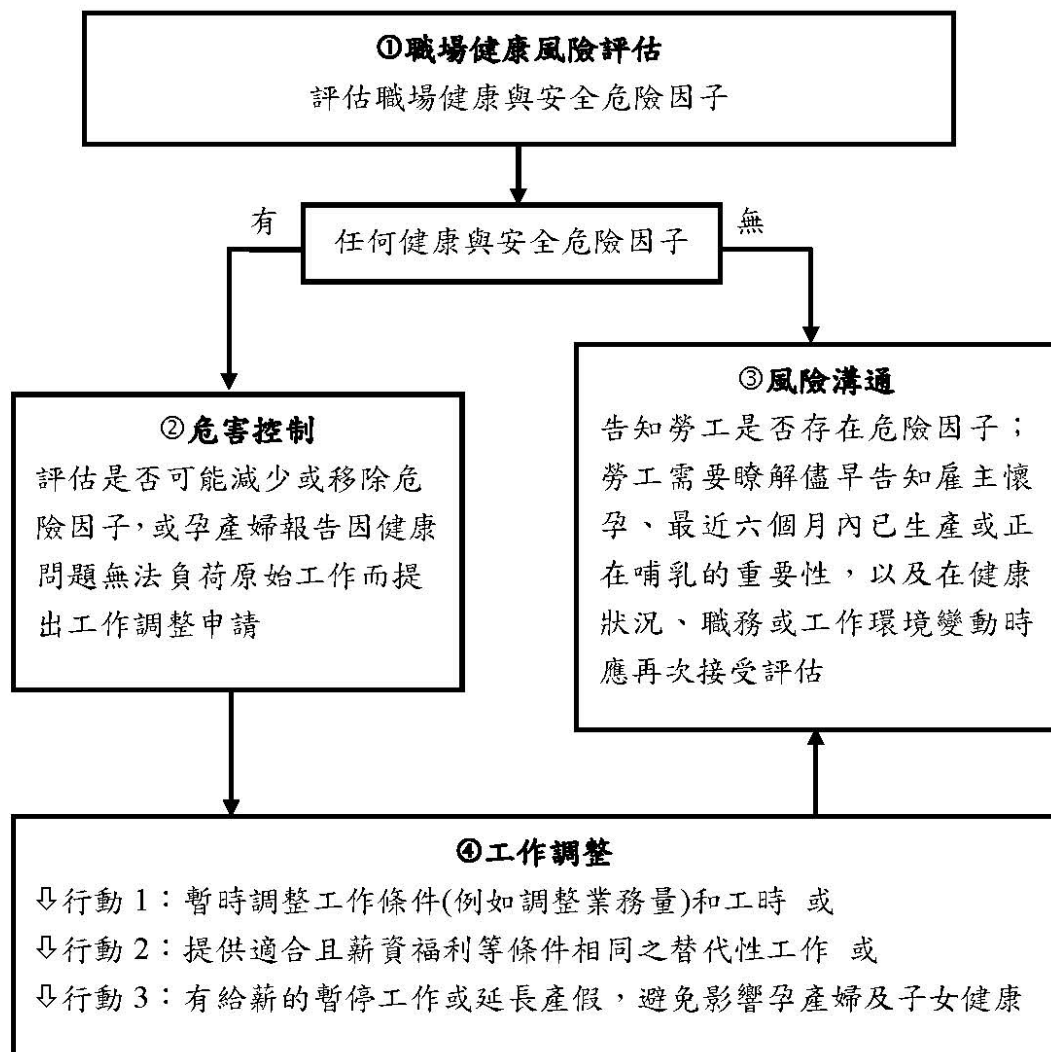 ①職場健康風險評估
評估職場健康與安全危險因子
有
任何健康與安全危險因子
無
②危害控制
評估是否可能減少或移除危
險因子,或孕產婦報告因健康
問題無法負荷原始工作而提
出工作調整申請
③風險溝通
告知勞工是否存在危險因子；
勞工需要瞭解儘早告知雇主懷
孕、最近六個月內已生產或正
在哺乳的重要性，以及在健康
狀況、職務或工作環境變動時
應再次接受評估
④工作調整
⇩行動 1：暫時調整工作條件(例如調整業務量)和工時 或
⇩行動 2：提供適合且薪資福利等條件相同之替代性工作 或
⇩行動 3：有給薪的暫停工作或延長產假，避免影響孕產婦及子女健康